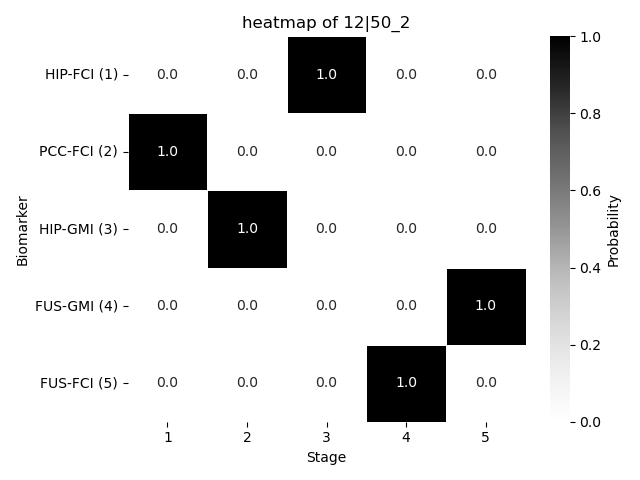 heatmap of 12|50_2
HIP-FCI (1) 0.0 0.0 1.0 0.0 0.0
PCC-FCI (2) 1.0 0.0 0.0 0.0 0.0
HIP-GMI (3) 0.0 1.0 0.0 0.0 0.0
FUS-GMI (4) 0.0 0.0 0.0 0.0 1.0
FUS-FCI (5) 0.0 0.0 0.0 1.0 0.0
1 2 3 4 5
Stage
Biomarker
1.0
0.8
0.6
0.4
0.2
0.0
Probability